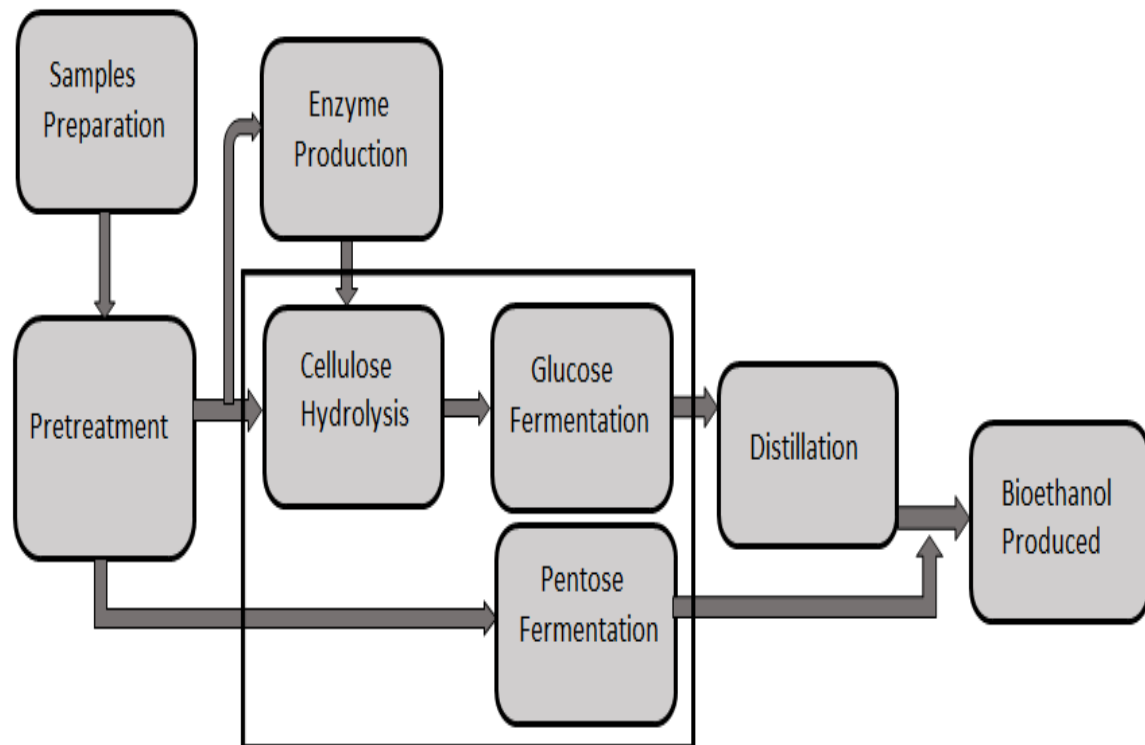 Samples
Preparation
Enzyme
Production
Pretreatment
Cellulose
Hydrolysis
Glucose
Fermentation
Pentose
Fermentation
Distillation
Bioethanol
Produced